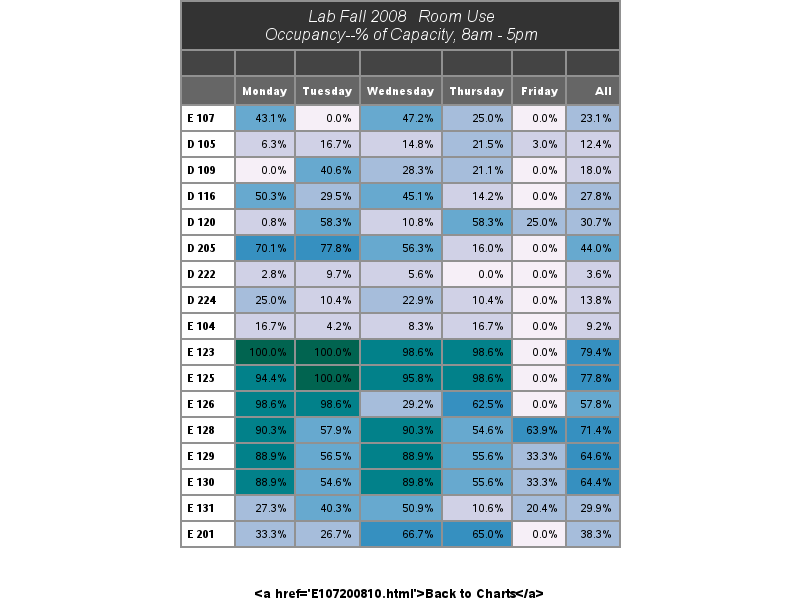 Lab Fall 2008 Room Use
Occupancy--% of Capacity, 8am - 5pm
Monday Tuesday Wednesday Thursday Friday All
E 107 43.1% 0.0% 47.2% 25.0% 0.0% 23.1%
D 105 6.3% 16.7% 14.8% 21.5% 3.0% 12.4%
D 109 0.0% 40.6% 28.3% 21.1% 0.0% 18.0%
D 116 50.3% 29.5% 45.1% 14.2% 0.0% 27.8%
D 120 0.8% 58.3% 10.8% 58.3% 25.0% 30.7%
D 205 70.1% 77.8% 56.3% 16.0% 0.0% 44.0%
D 222 2.8% 9.7% 5.6% 0.0% 0.0% 3.6%
D 224 25.0% 10.4% 22.9% 10.4% 0.0% 13.8%
E 104 16.7% 4.2% 8.3% 16.7% 0.0% 9.2%
E 123 100.0% 100.0% 98.6% 98.6% 0.0% 79.4%
E 125 94.4% 100.0% 95.8% 98.6% 0.0% 77.8%
E 126 98.6% 98.6% 29.2% 62.5% 0.0% 57.8%
E 128 90.3% 57.9% 90.3% 54.6% 63.9% 71.4%
E 129 88.9% 56.5% 88.9% 55.6% 33.3% 64.6%
E 130 88.9% 54.6% 89.8% 55.6% 33.3% 64.4%
E 131 27.3% 40.3% 50.9% 10.6% 20.4% 29.9%
E 201 33.3% 26.7% 66.7% 65.0% 0.0% 38.3%
<a href='E107200810.html'>Back to Charts</a>